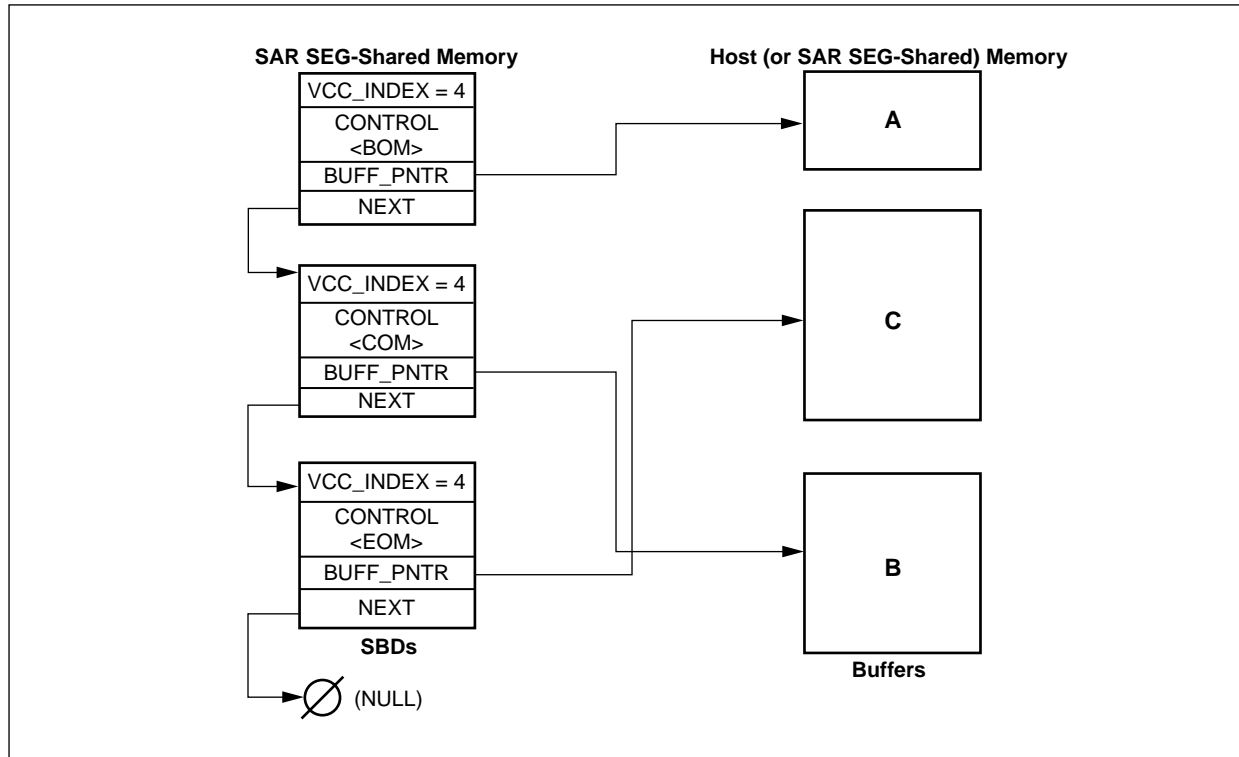 SAR SEG-Shared Memory
VCC_INDEX = 4
CONTROL
<BOM>
BUFF_PNTR
NEXT
VCC_INDEX = 4
CONTROL
<COM>
BUFF_PNTR
NEXT
VCC_INDEX = 4
CONTROL
<EOM>
BUFF_PNTR
NEXT
SBDs
(NULL)
Host (or SAR SEG-Shared) Memory
A
C
B
Buffers